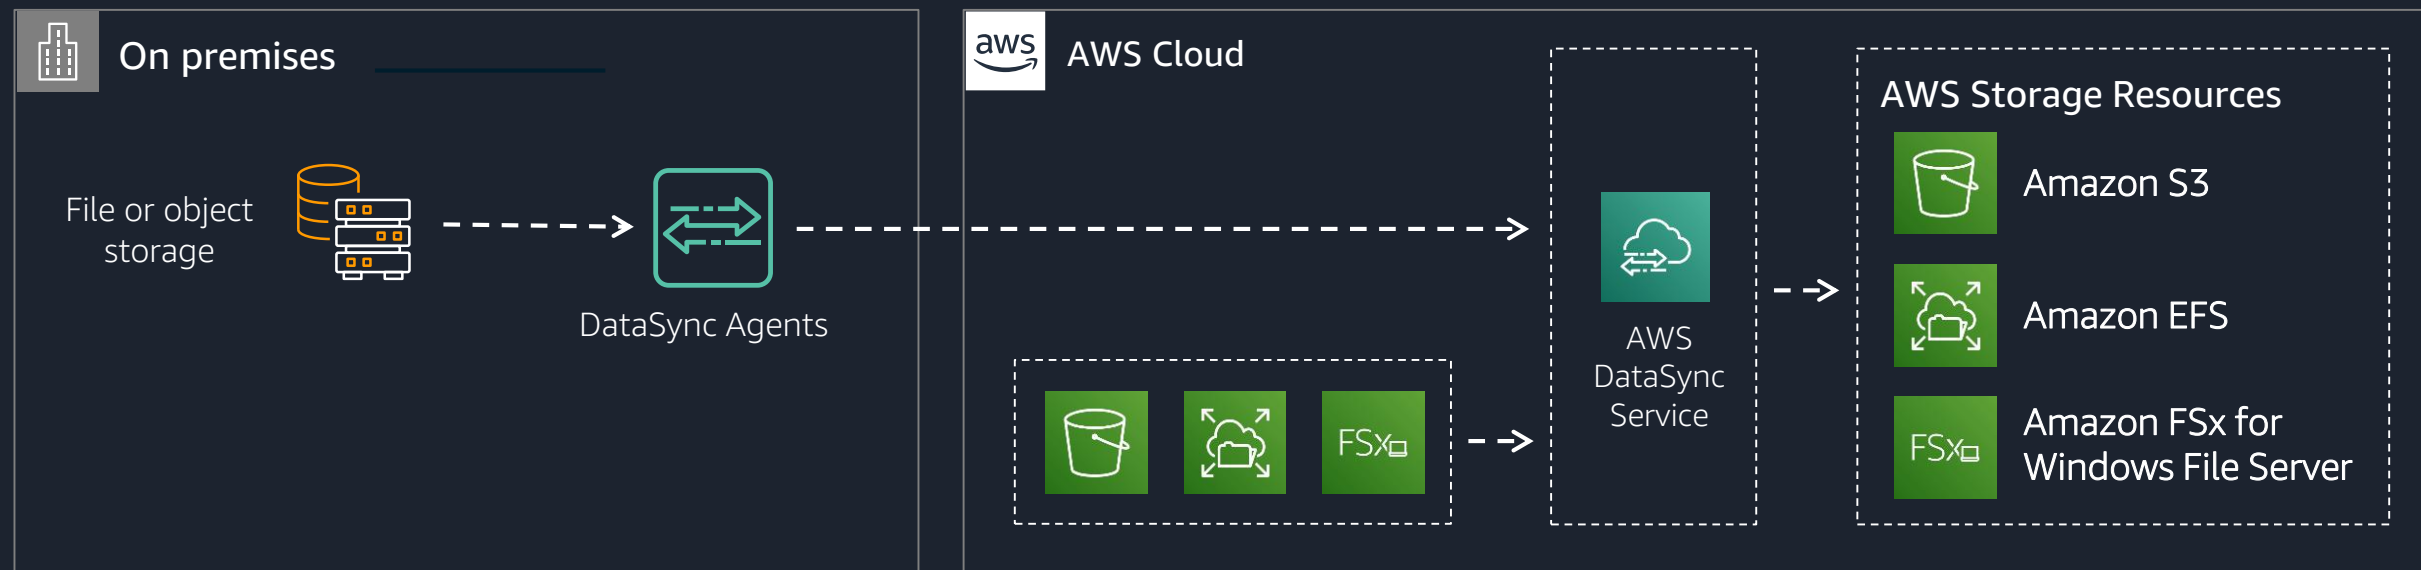 On premises
File or object
storage
DataSync Agents
aws
AWS Cloud
FSx
AWS
DataSync
Service
AWS Storage Resources
Amazon S3
Amazon EFS
FSx
Amazon FSx for
Windows File Server